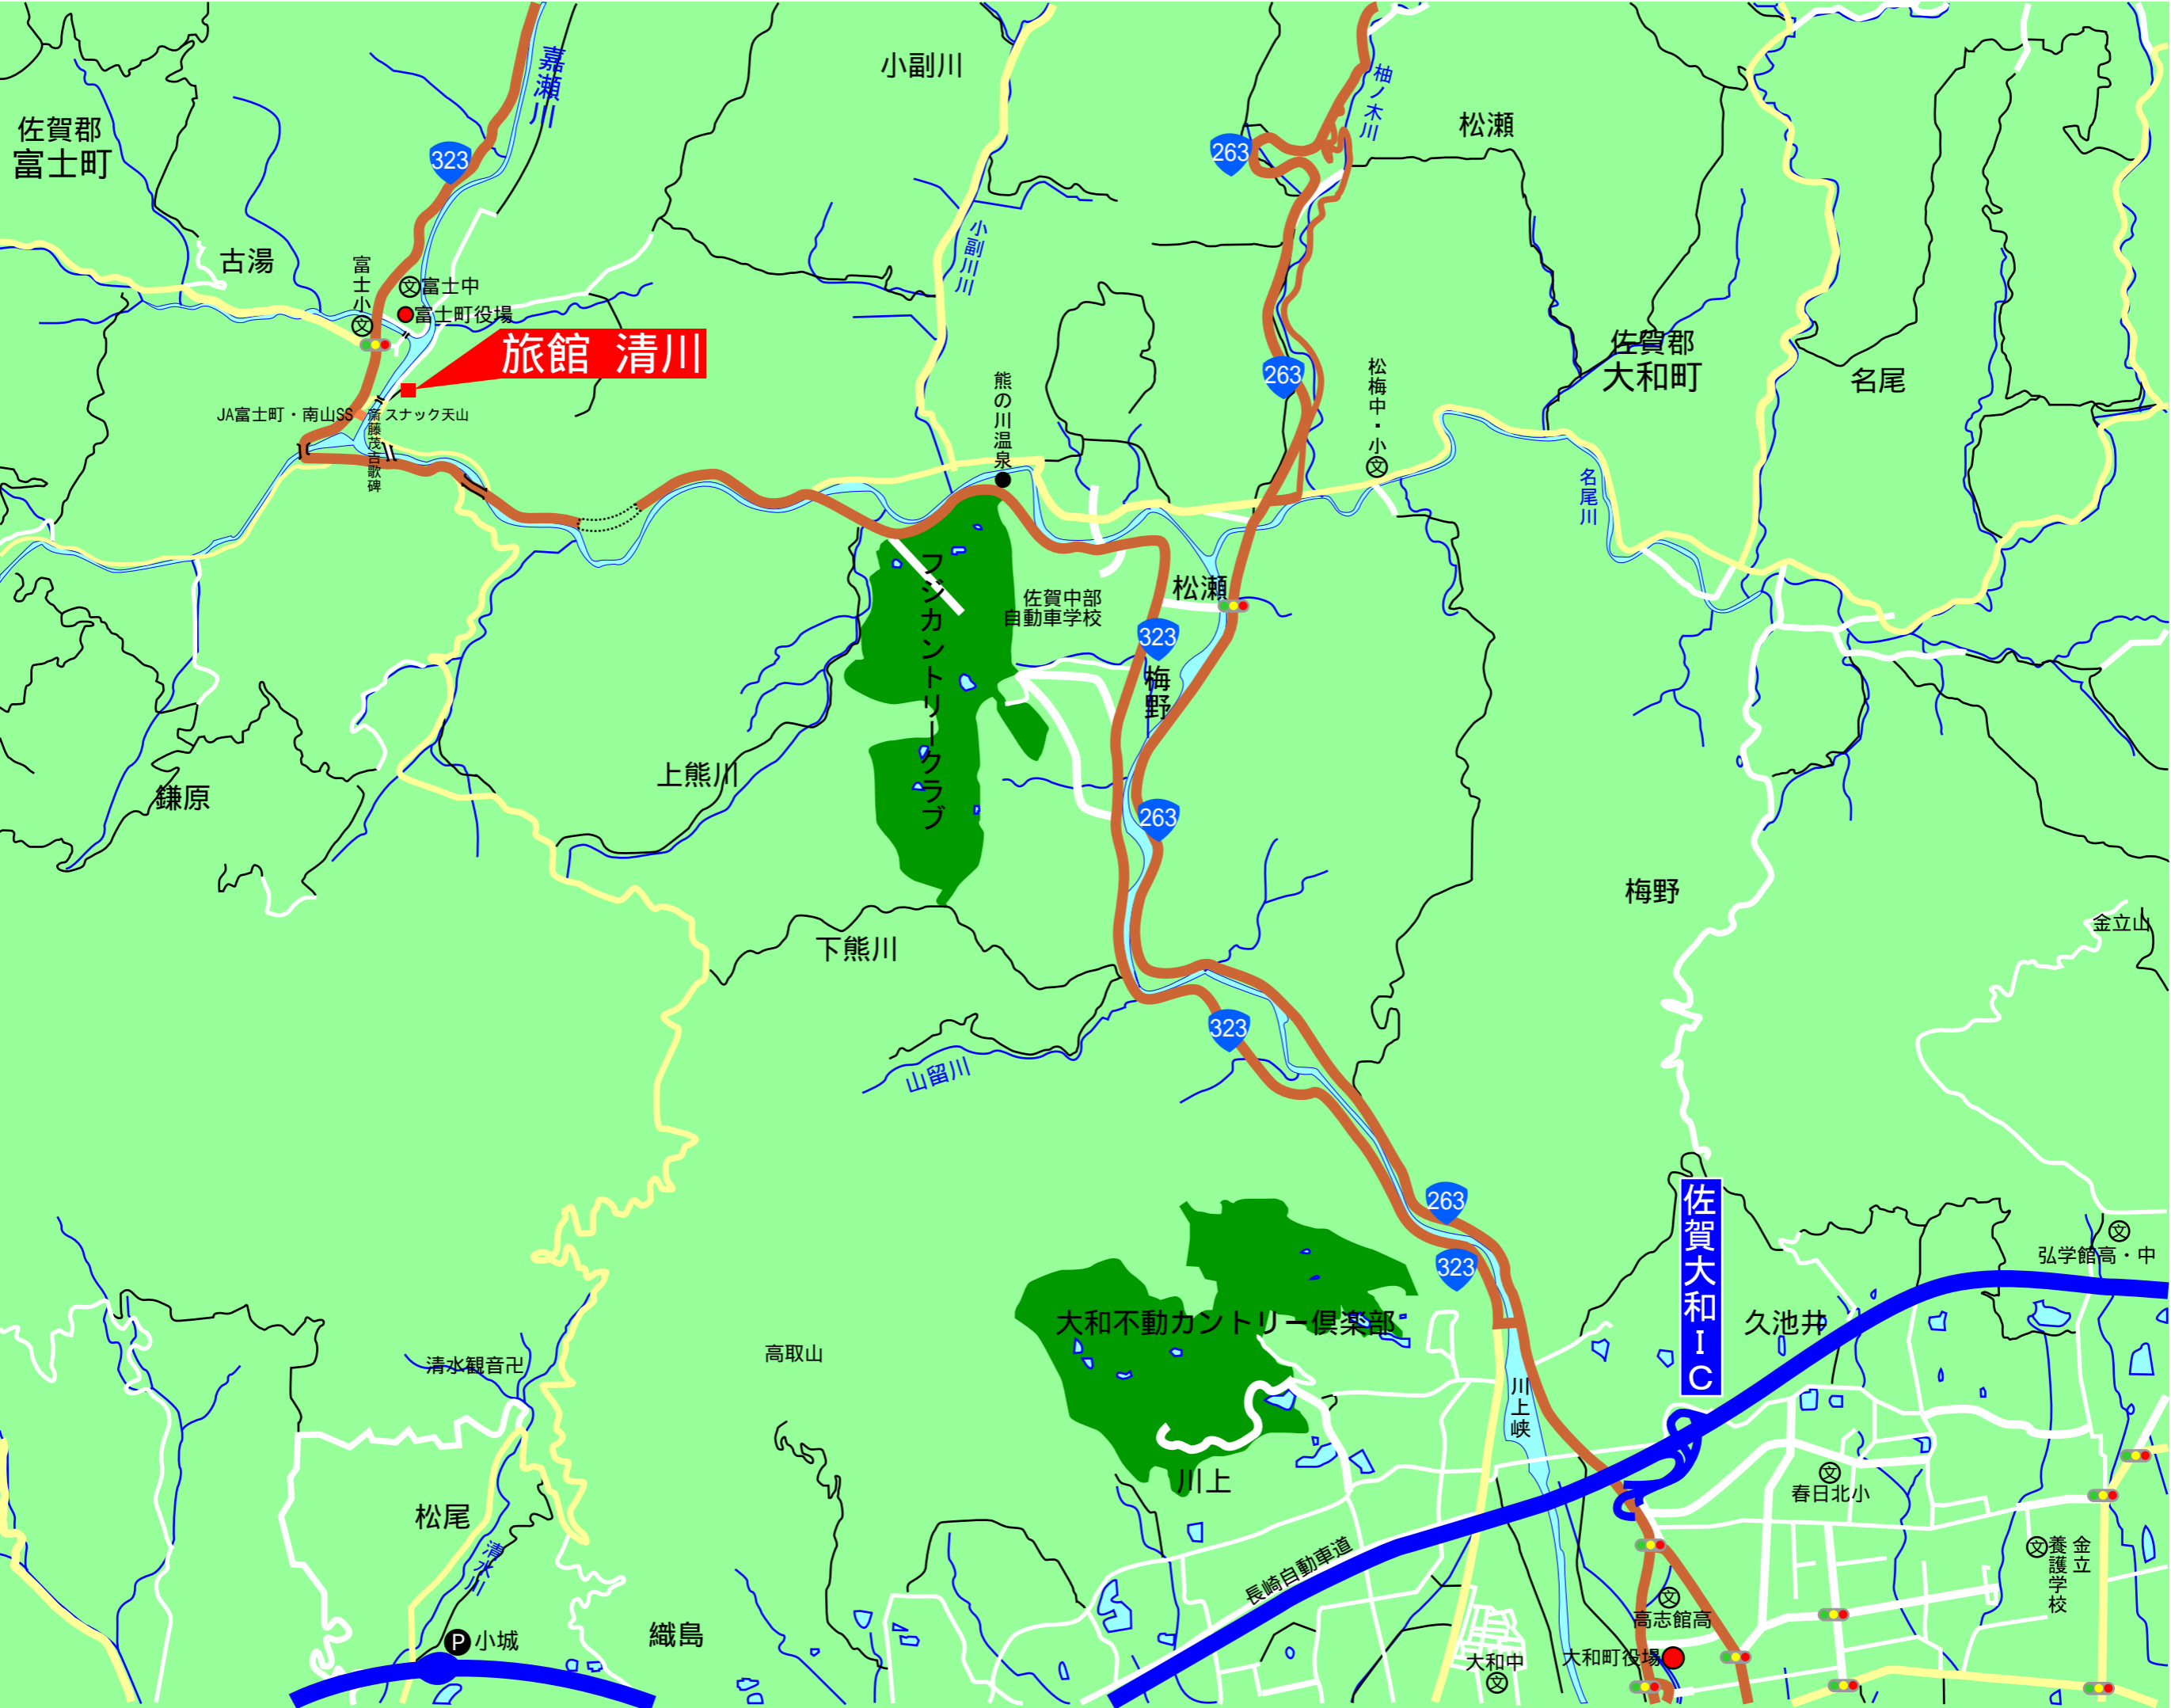 嘉瀬川
小副川
柚ノ木川
松瀬
佐賀郡
富士町
323
263
小副川川
古湯
富士小
文
文
富士中
富士町役場
旅館 清川
佐賀郡
大和町
名尾
263
松梅中・小
文
熊の川温泉
JA富士町・南山SS
斎藤茂吉歌碑
スナック天山
名尾川
フジカントリークラブ
佐賀中部
自動車学校
松瀬
323
梅野
上熊川
鎌原
263
梅野
金立山
下熊川
323
山留川
263
323
佐賀大和IC
文
弘学館高・中
久池井
大和不動カントリー倶楽部
高取山
清水観音卍
川上峡
川上
文
春日北小
松尾
清水川
長崎自動車道
文
金立
養護学校
文
高志館高
P
小城
織島
大和中
文
大和町役場